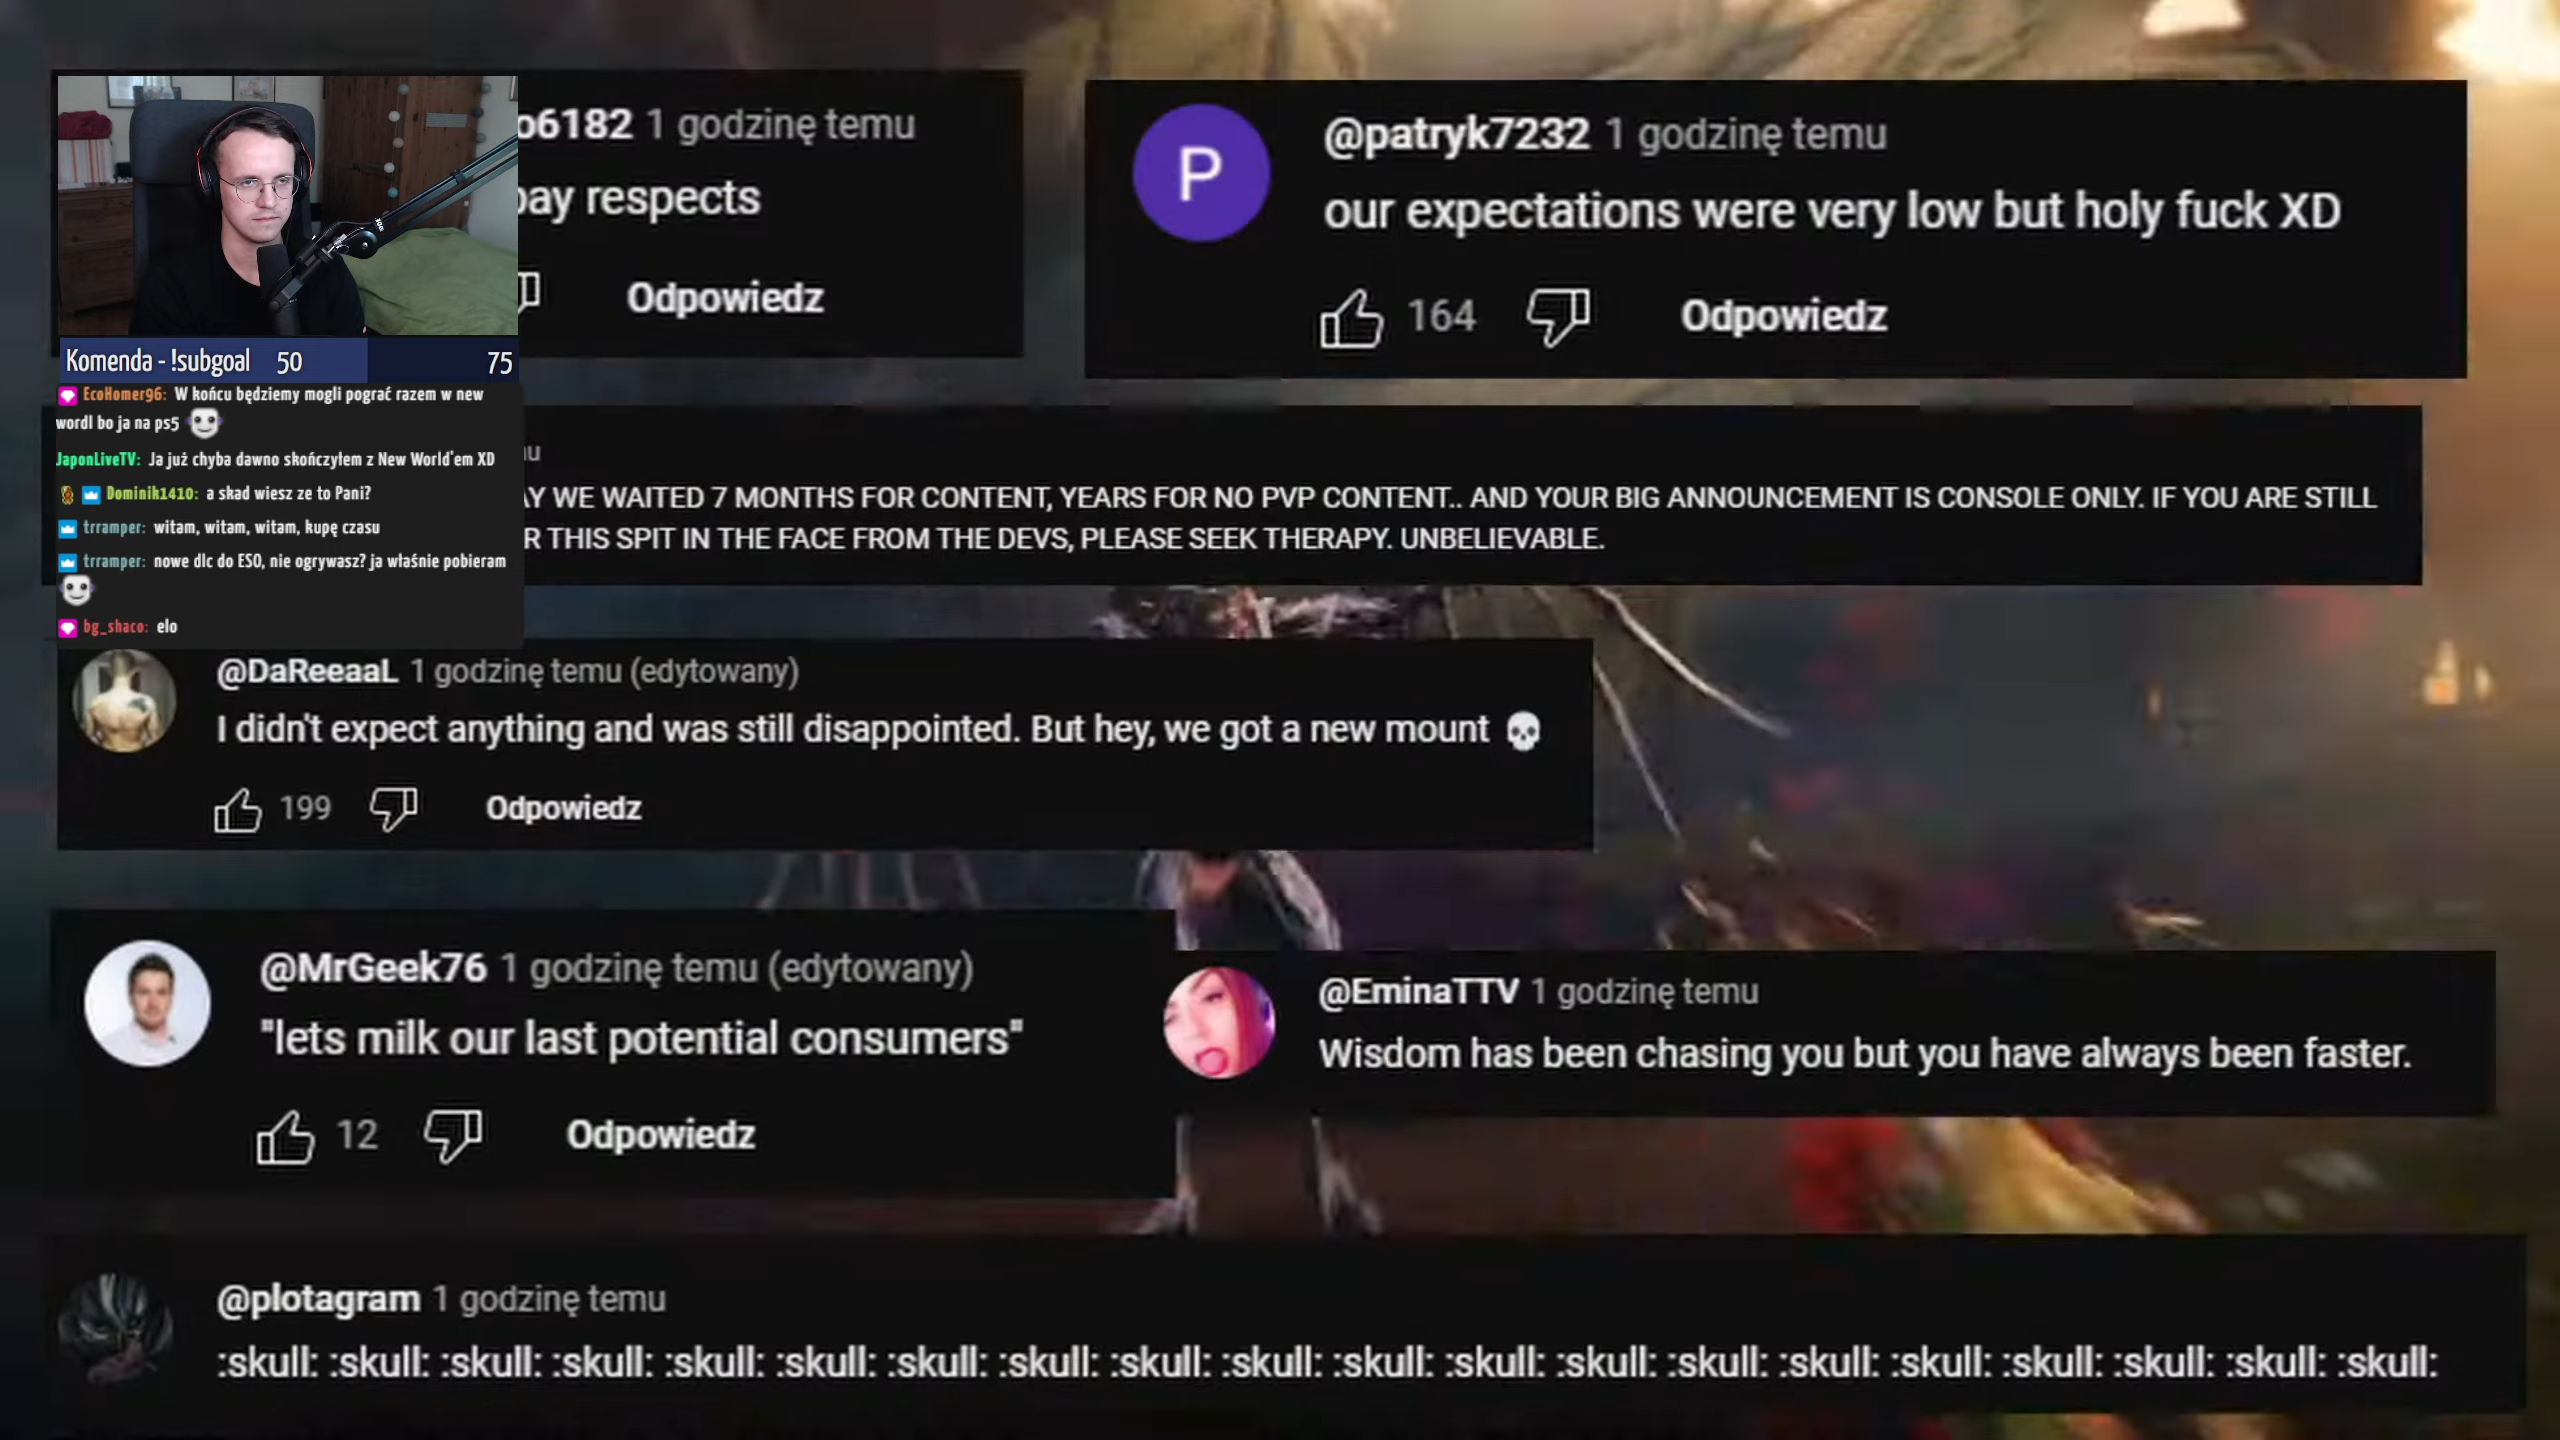 o6182 1 godzinę temu
pay respects
Odpowiedz
P
@patryk7232 1 godzinę temu
our expectations were very low but holy fuck XD
164 Odpowiedz
Komenda - !subgoal 50 75
EcoHomer96: W końcu będziemy mogli pograć razem w new
wordl bo ja na ps5
JaponLiveTV: Ja już chyba dawno skończyłem z New World'em XD
Dominik1410: a skad wiesz ze to Pani?
trramper: witam, witam, witam, kupę czasu
trramper: nowe dlc do ESO, nie ogrywasz? ja właśnie pobieram
bg_shaco: elo
AY WE WAITED 7 MONTHS FOR CONTENT, YEARS FOR NO PVP CONTENT.. AND YOUR BIG ANNOUNCEMENT IS CONSOLE ONLY. IF YOU ARE STILL
R THIS SPIT IN THE FACE FROM THE DEVS, PLEASE SEEK THERAPY. UNBELIEVABLE.
@DaReeaaL 1 godzinę temu (edytowany)
I didn't expect anything and was still disappointed. But hey, we got a new mount 💀
199 Odpowiedz
@MrGeek76 1 godzinę temu (edytowany)
"lets milk our last potential consumers"
12 Odpowiedz
@EminaTTV 1 godzinę temu
Wisdom has been chasing you but you have always been faster.
@plotagram 1 godzinę temu
:skull: :skull: :skull: :skull: :skull: :skull: :skull: :skull: :skull: :skull: :skull: :skull: :skull: :skull: :skull: :skull: :skull: :skull: :skull: :skull: